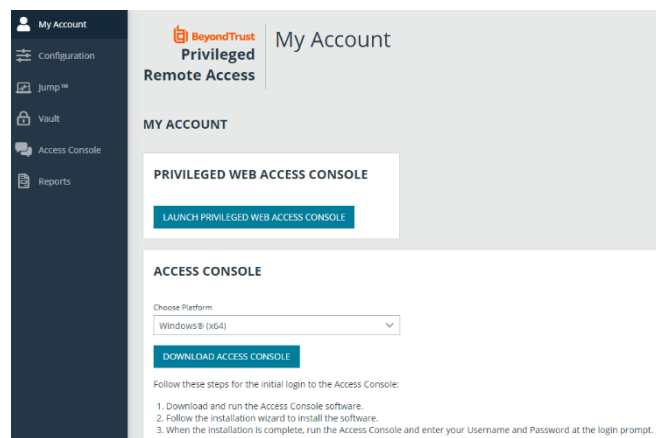 My Account
Configuration
Jump™
Vault
Access Console
Reports
BeyondTrust
Privileged
Remote Access
My Account
MY ACCOUNT
PRIVILEGED WEB ACCESS CONSOLE
LAUNCH PRIVILEGED WEB ACCESS CONSOLE
ACCESS CONSOLE
Choose Platform
Windows® (x64)
DOWNLOAD ACCESS CONSOLE
Follow these steps for the initial login to the Access Console:
1. Download and run the Access Console software.
2. Follow the installation wizard to install the software.
3. When the installation is complete, run the Access Console and enter your Username and Password at the login prompt.